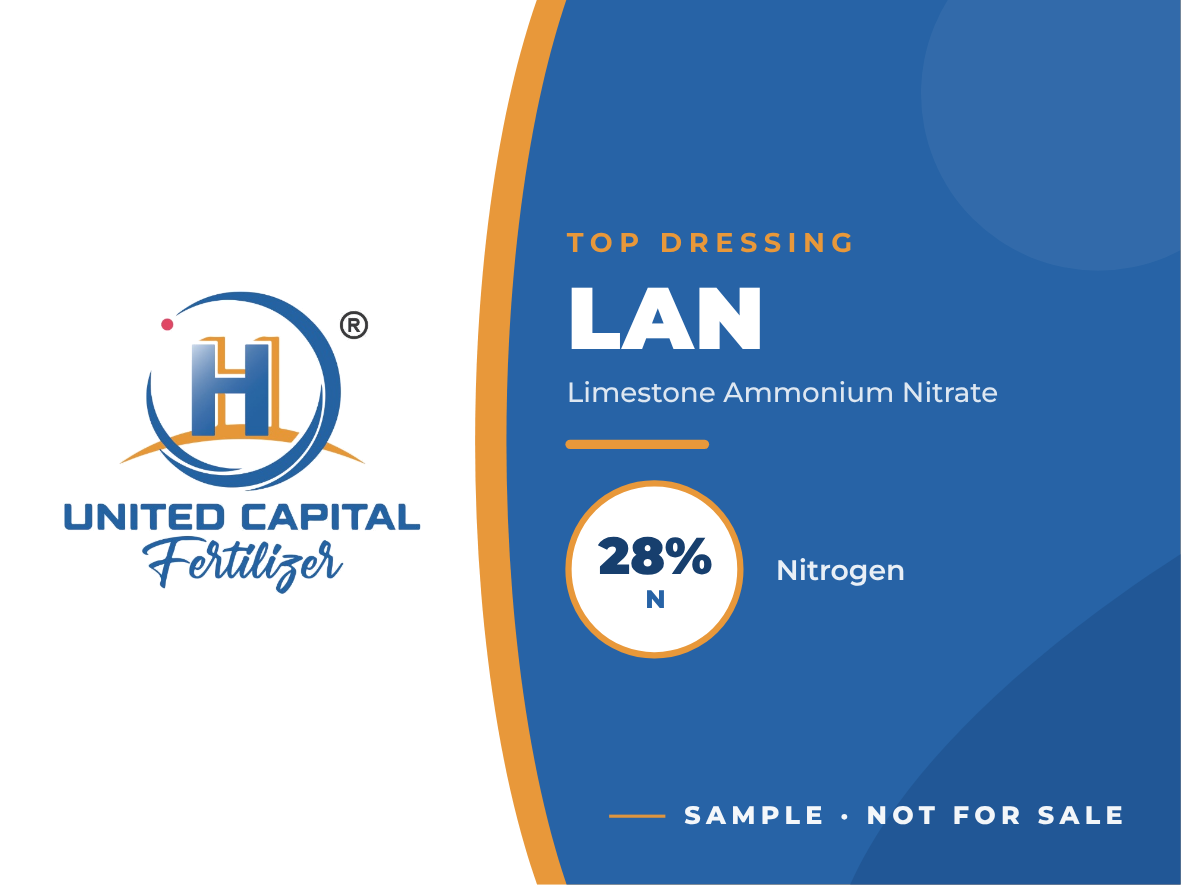 H
®
UNITED CAPITAL
Fertilizer
TOP DRESSING
LAN
Limestone Ammonium Nitrate
28%
N
Nitrogen
SAMPLE · NOT FOR SALE